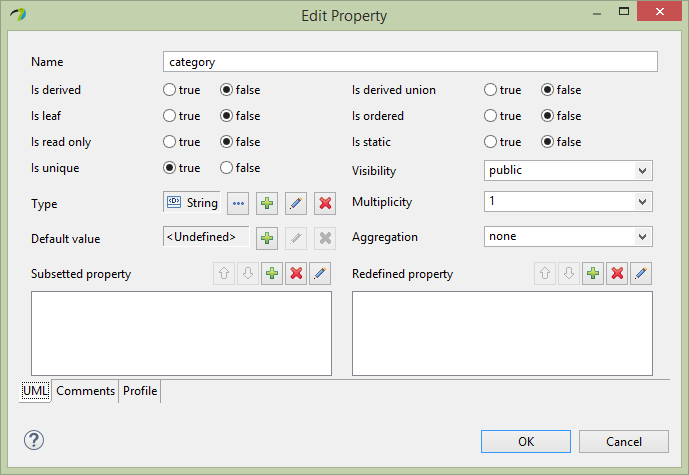 Edit Property
Name category
Is derived true false Is derived union true false
Is leaf true false Is ordered true false
Is read only true false Is static true false
Is unique true false Visibility public
Type <D> String Multiplicity 1
Default value <Undefined> Aggregation none
Subsetted property Redefined property
UML Comments Profile
? OK Cancel